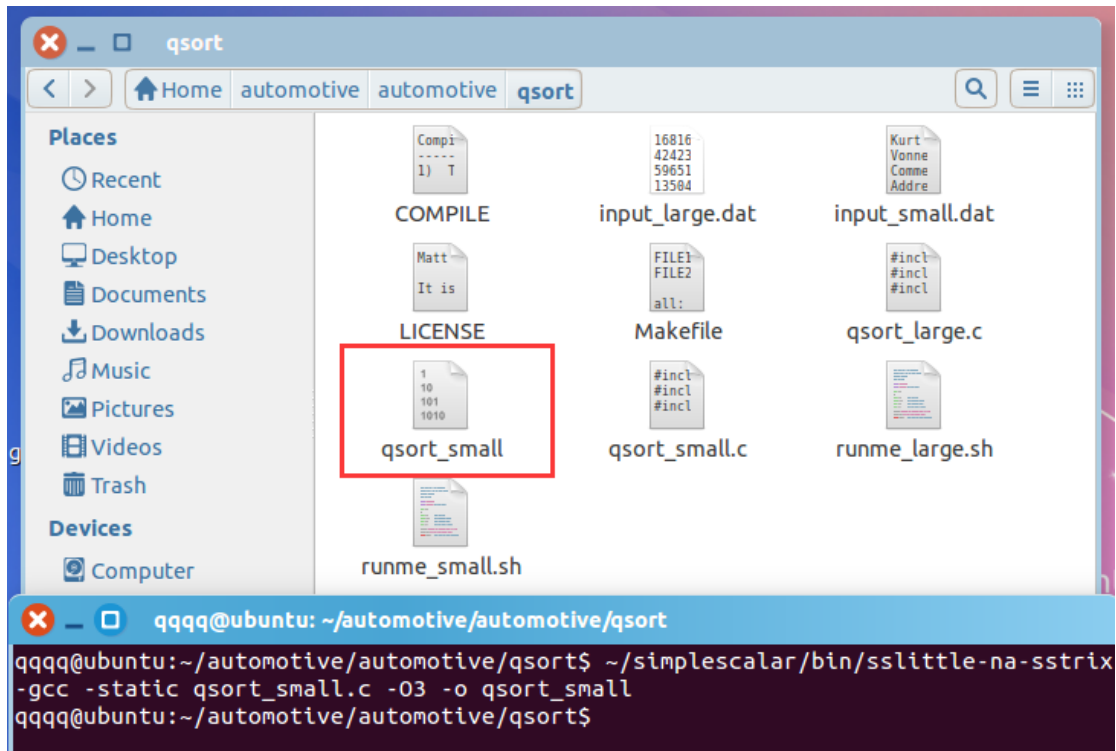 qsort
Home automotive automotive qsort
Places
Recent
Home
Desktop
Documents
Downloads
Music
Pictures
Videos
Trash
Devices
Computer
Compi
-----
1) T
COMPILE
16816
42423
59651
13504
input_large.dat
Kurt
Vonne
Comme
Addre
input_small.dat
Matt
It is
LICENSE
FILE1
FILE2
all:
Makefile
#incl
#incl
#incl
qsort_large.c
1
10
101
1010
qsort_small
#incl
#incl
#incl
qsort_small.c
runme_large.sh
runme_small.sh
g
qqqq@ubuntu: ~/automotive/automotive/qsort
qqqq@ubuntu:~/automotive/automotive/qsort$ ~/simplescalar/bin/sslittle-na-sstrix
-gcc -static qsort_small.c -O3 -o qsort_small
qqqq@ubuntu:~/automotive/automotive/qsort$